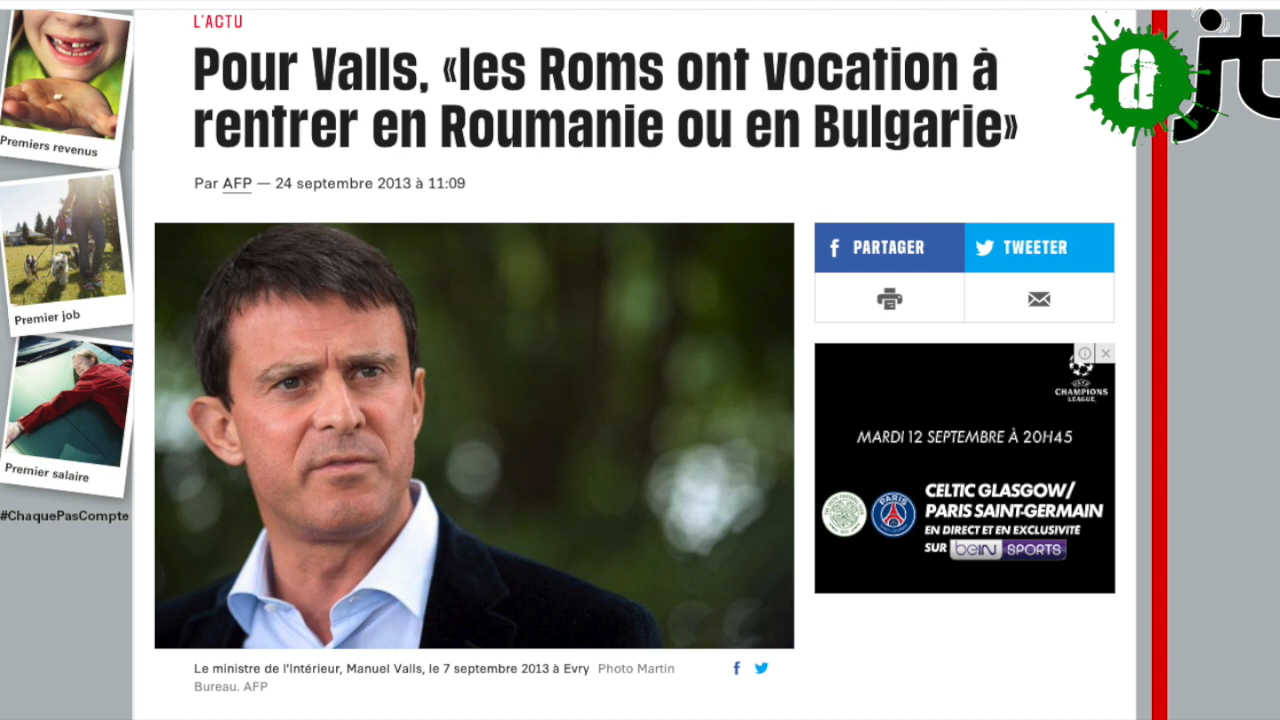 L'ACTU
Pour Valls, «les Roms ont vocation à
rentrer en Roumanie ou en Bulgarie»
Par AFP — 24 septembre 2013 à 11:09
Premiers revenus
Premier job
Premier salaire
#ChaquePasCompte
PARTAGER
TWEETER
UEFA
CHAMPIONS
LEAGUE
MARDI 12 SEPTEMBRE À 20H45
PARIS
CELTIC GLASGOW/
PARIS SAINT-GERMAIN
EN DIRECT ET EN EXCLUSIVITÉ
SUR beIN SPORTS
Le ministre de l'Intérieur, Manuel Valls, le 7 septembre 2013 à Evry Photo Martin
Bureau. AFP
a jt